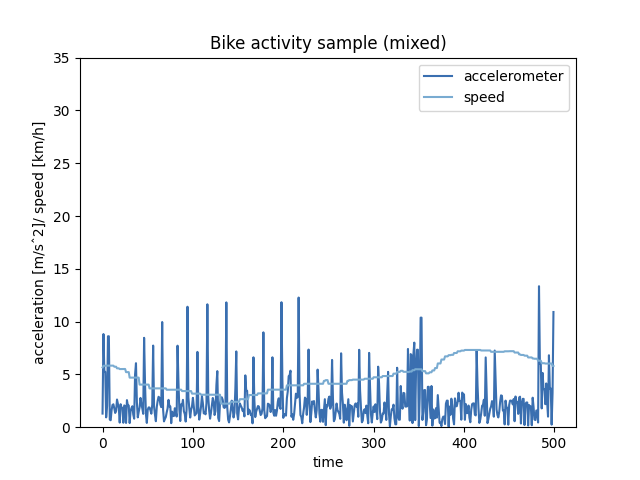 Bike activity sample (mixed)
accelerometer
speed
35
30
25
20
15
10
5
0
acceleration [m/sˆ2]/ speed [km/h]
0 100 200 300 400 500
time